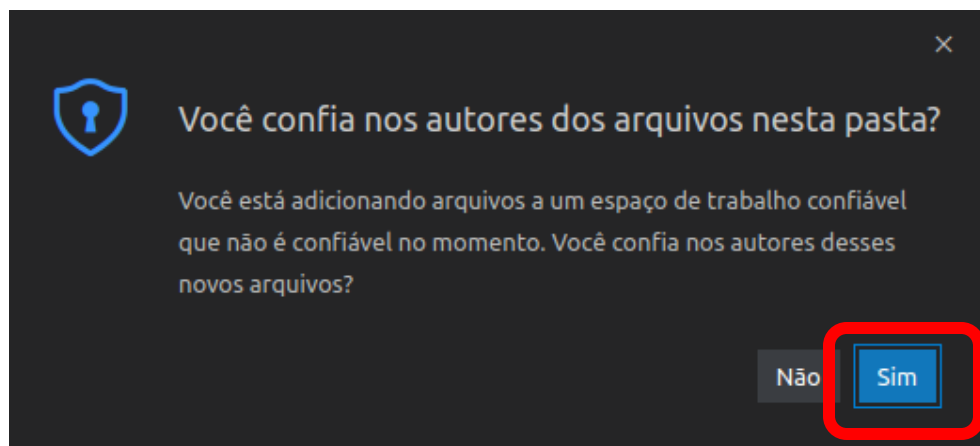 Você confia nos autores dos arquivos nesta pasta?
Você está adicionando arquivos a um espaço de trabalho confiável
que não é confiável no momento. Você confia nos autores desses
novos arquivos?
Não Sim